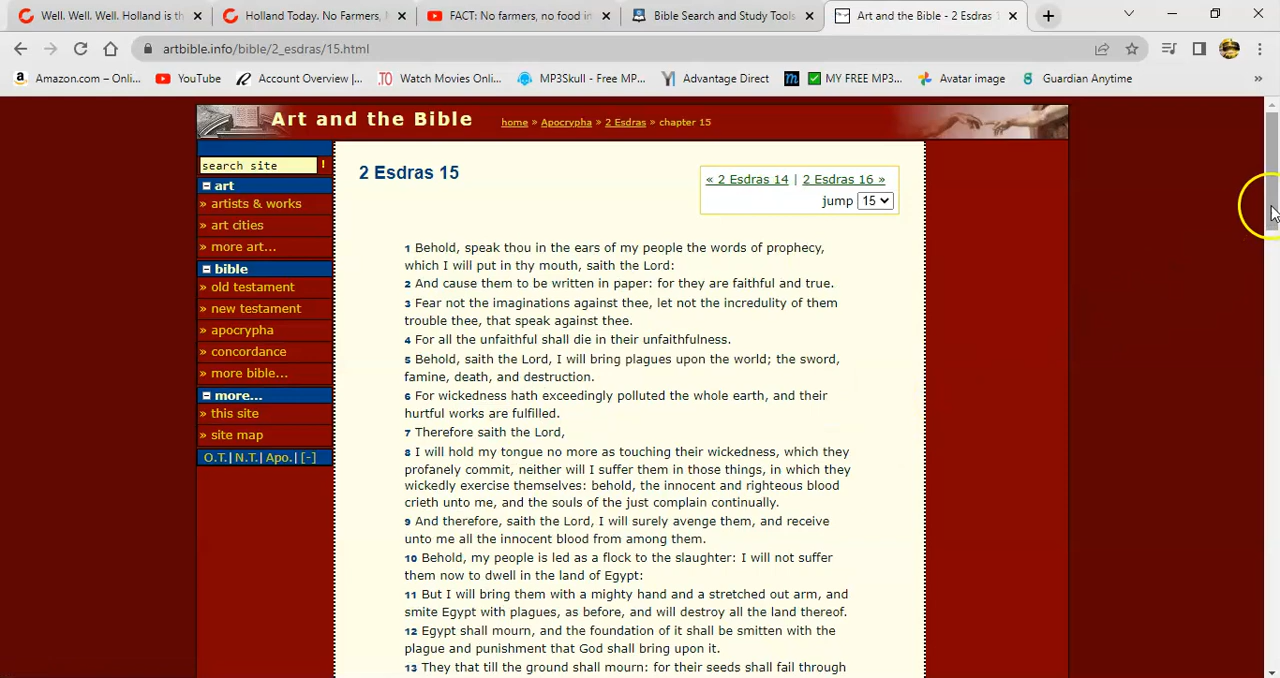 Well. Well. Well. Holland is th
Holland Today. No Farmers,
FACT: No farmers, no food in
Bible Search and Study Tools
Art and the Bible - 2 Esdras
artbible.info/bible/2_esdras/15.html
Amazon.com – Onli...
YouTube
Account Overview |...
Watch Movies Onlin...
MP3Skull - Free MP...
Advantage Direct
MY FREE MP3...
Avatar image
Guardian Anytime
»
Art and the Bible
home » Apocrypha » 2 Esdras » chapter 15
search site !
art
» artists & works
» art cities
» more art...
bible
» old testament
» new testament
» apocrypha
» concordance
» more bible...
more...
» this site
» site map
O.T.| N.T.| Apo.| [-]
2 Esdras 15
« 2 Esdras 14 | 2 Esdras 16 »
jump 15
1 Behold, speak thou in the ears of my people the words of prophecy,
which I will put in thy mouth, saith the Lord:
2 And cause them to be written in paper: for they are faithful and true.
3 Fear not the imaginations against thee, let not the incredulity of them
trouble thee, that speak against thee.
4 For all the unfaithful shall die in their unfaithfulness.
5 Behold, saith the Lord, I will bring plagues upon the world; the sword,
famine, death, and destruction.
6 For wickedness hath exceedingly polluted the whole earth, and their
hurtful works are fulfilled.
7 Therefore saith the Lord,
8 I will hold my tongue no more as touching their wickedness, which they
profanely commit, neither will I suffer them in those things, in which they
wickedly exercise themselves: behold, the innocent and righteous blood
crieth unto me, and the souls of the just complain continually.
9 And therefore, saith the Lord, I will surely avenge them, and receive
unto me all the innocent blood from among them.
10 Behold, my people is led as a flock to the slaughter: I will not suffer
them now to dwell in the land of Egypt:
11 But I will bring them with a mighty hand and a stretched out arm, and
smite Egypt with plagues, as before, and will destroy all the land thereof.
12 Egypt shall mourn, and the foundation of it shall be smitten with the
plague and punishment that God shall bring upon it.
13 They that till the ground shall mourn: for their seeds shall fail through